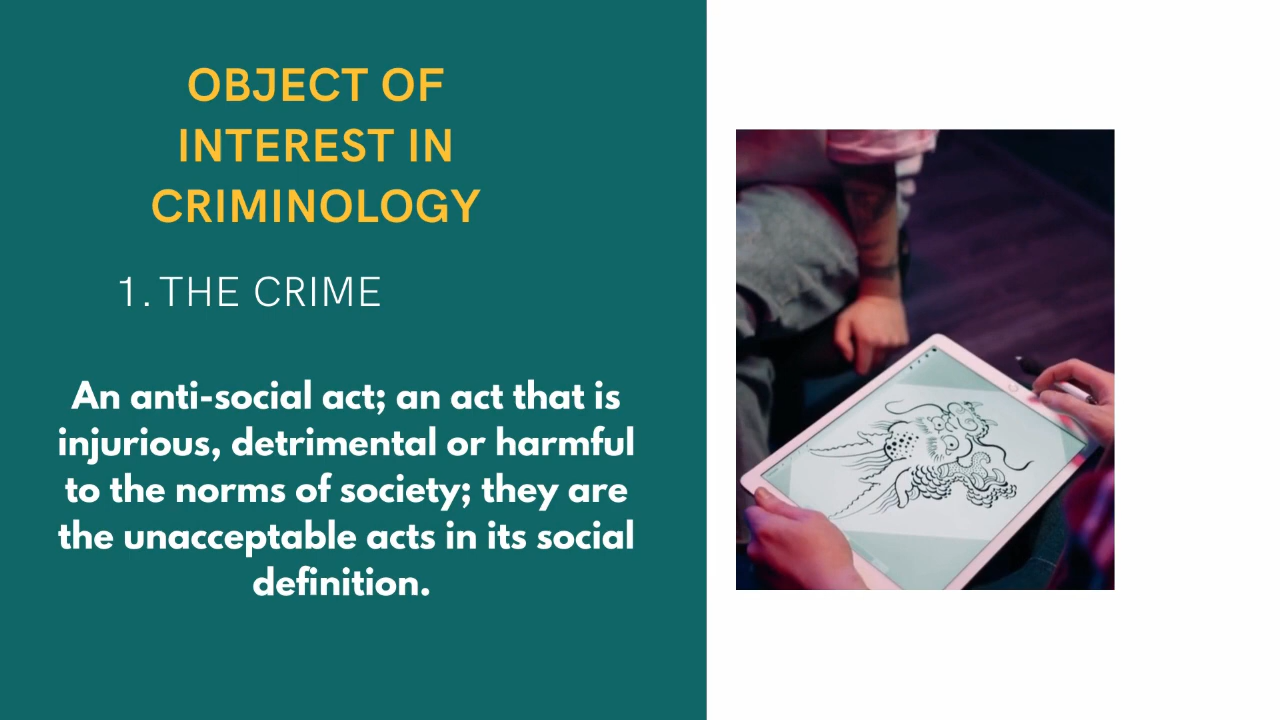 OBJECT OF
INTEREST IN
CRIMINOLOGY
1. THE CRIME
An anti-social act; an act that is
injurious, detrimental or harmful
to the norms of society; they are
the unacceptable acts in its social
definition.